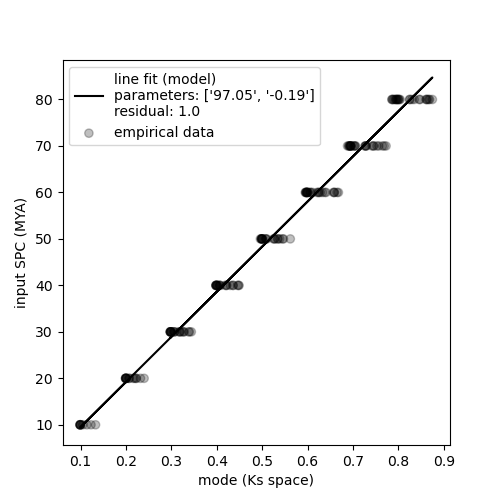 line fit (model)
parameters: ['97.05', '-0.19']
residual: 1.0
empirical data
80
70
60
50
40
30
20
10
input SPC (MYA)
0.1 0.2 0.3 0.4 0.5 0.6 0.7 0.8 0.9
mode (Ks space)